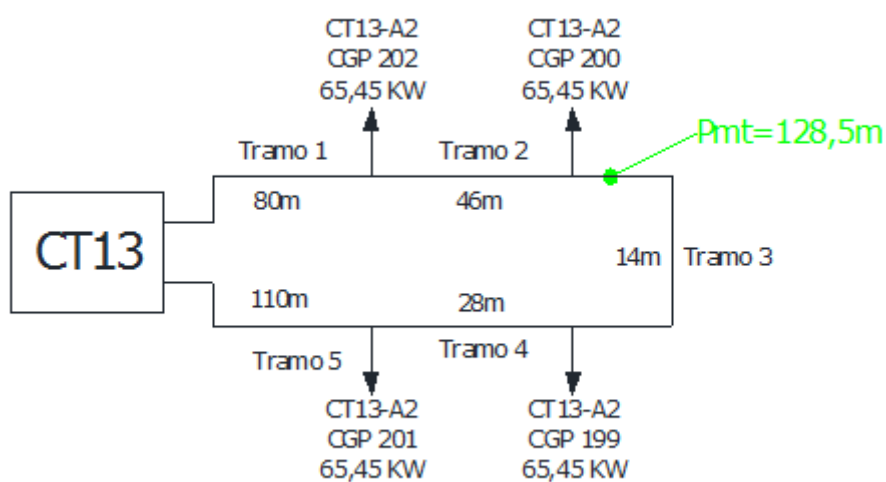 CT13-A2
CGP 202
65,45 KW
CT13-A2
CGP 200
65,45 KW
Pmt=128,5m
Tramo 1
Tramo 2
80m
46m
CT13
14m
Tramo 3
110m
28m
Tramo 5
Tramo 4
CT13-A2
CGP 201
65,45 KW
CT13-A2
CGP 199
65,45 KW